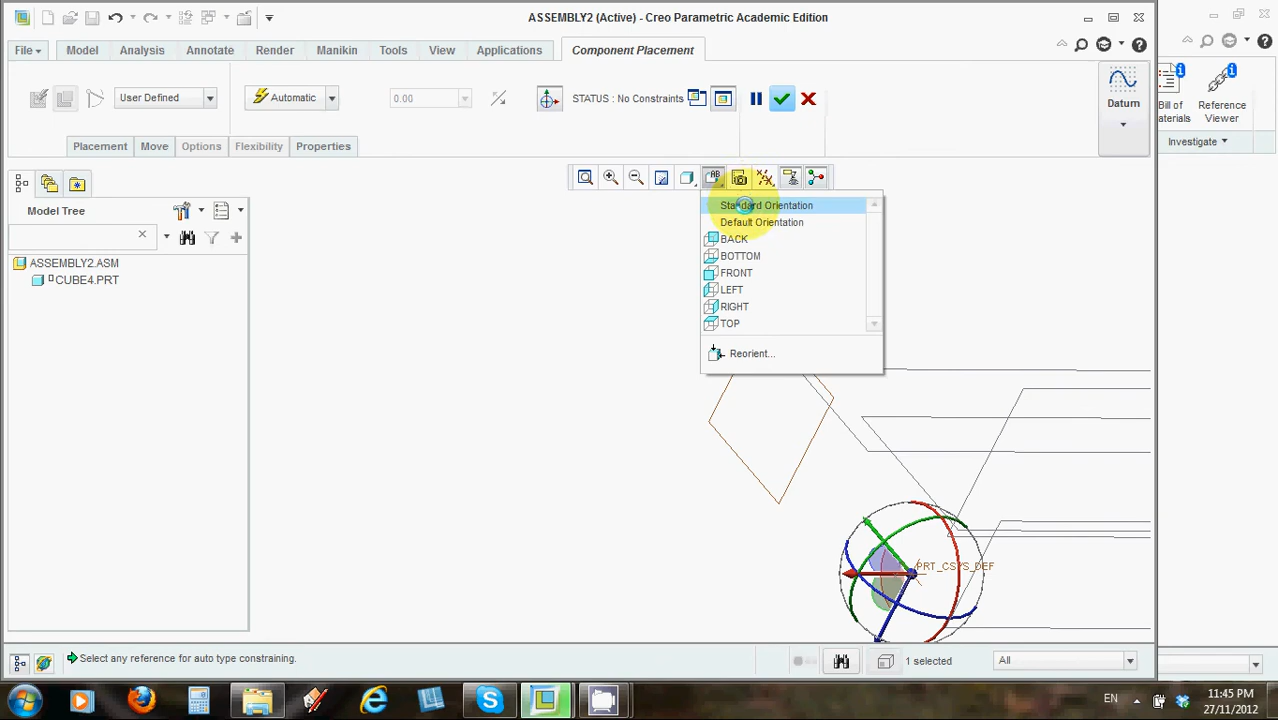 ASSEMBLY2 (Active) - Creo Parametric Academic Edition
File Model Analysis Annotate Render Manikin Tools View Applications Component Placement
User Defined Automatic 0.00 STATUS : No Constraints
Datum
Bill of Materials
Reference Viewer
Investigate
Placement Move Options Flexibility Properties
Model Tree
ASSEMBLY2.ASM
CUBE4.PRT
Standard Orientation
Default Orientation
BACK
BOTTOM
FRONT
LEFT
RIGHT
TOP
Reorient...
PRT_CSYS_DEF
Select any reference for auto type constraining.
1 selected
All
EN
11:45 PM
27/11/2012